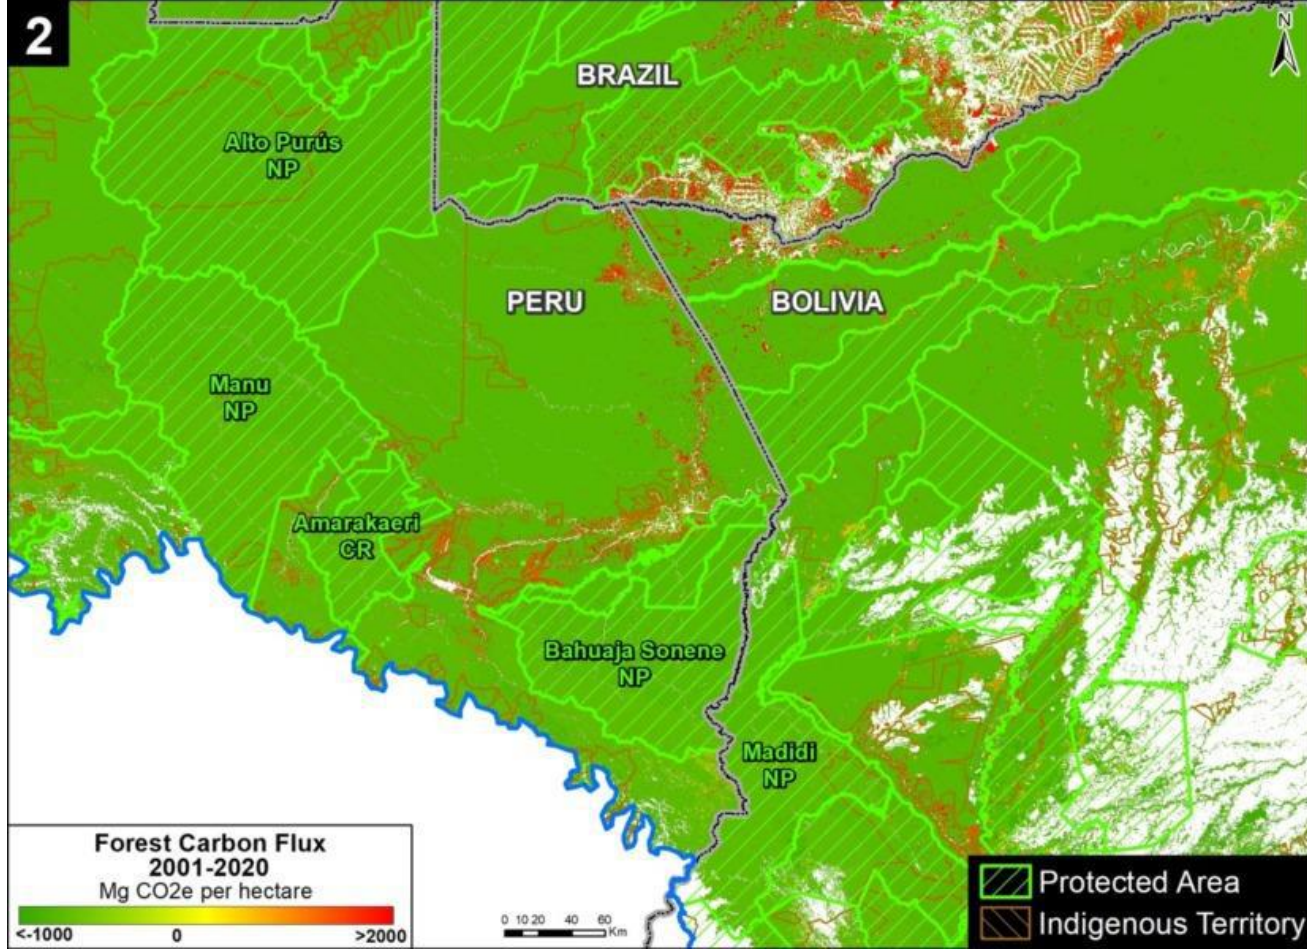 2
N
BRAZIL
Alto Purús
NP
PERU
BOLIVIA
Manu
NP
Amarakaeri
CR
Bahuaja Sonene
NP
Madidi
NP
Forest Carbon Flux
2001-2020
Mg CO2e per hectare
<-1000 0 >2000
0 10 20 40 60
Km
Protected Area
Indigenous Territory